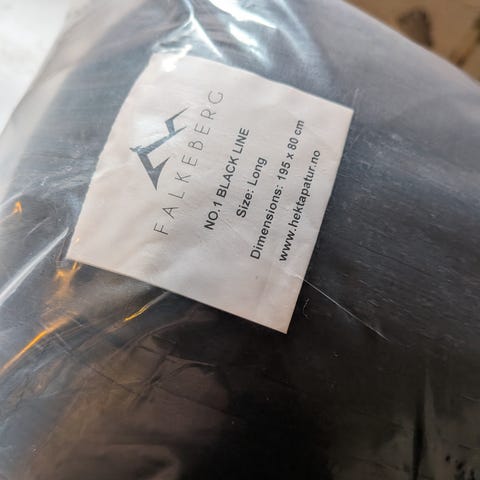 FALKEBERG
NO.1 BLACK LINE
Size: Long
Dimensions: 195 x 80 cm
www.hektapatur.no